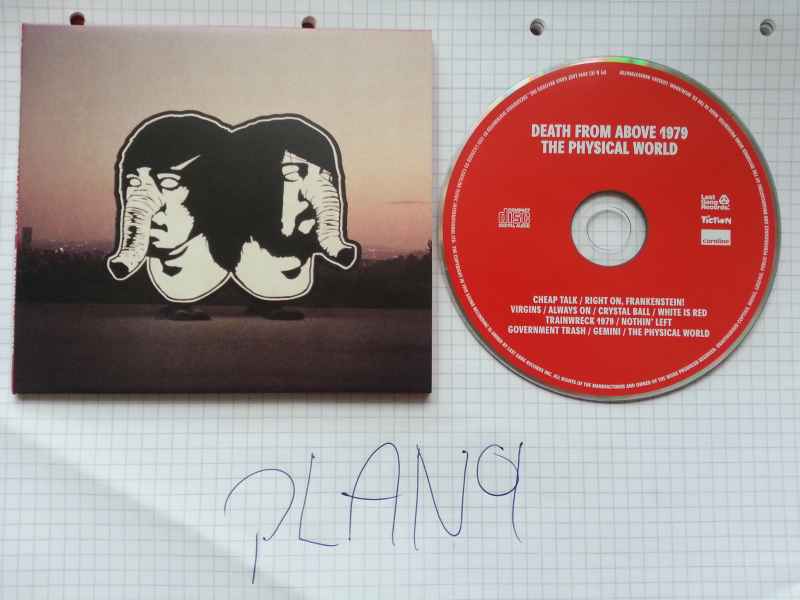 DEATH FROM ABOVE 1979
THE PHYSICAL WORLD
COMPACT
disc
DIGITAL AUDIO
Last
Gang
Records.
FICTION
caroline
CHEAP TALK / RIGHT ON, FRANKENSTEIN!
VIRGINS / ALWAYS ON / CRYSTAL BALL / WHITE IS RED
TRAINWRECK 1979 / NOTHIN' LEFT
GOVERNMENT TRASH / GEMINI / THE PHYSICAL WORLD
PLAN9